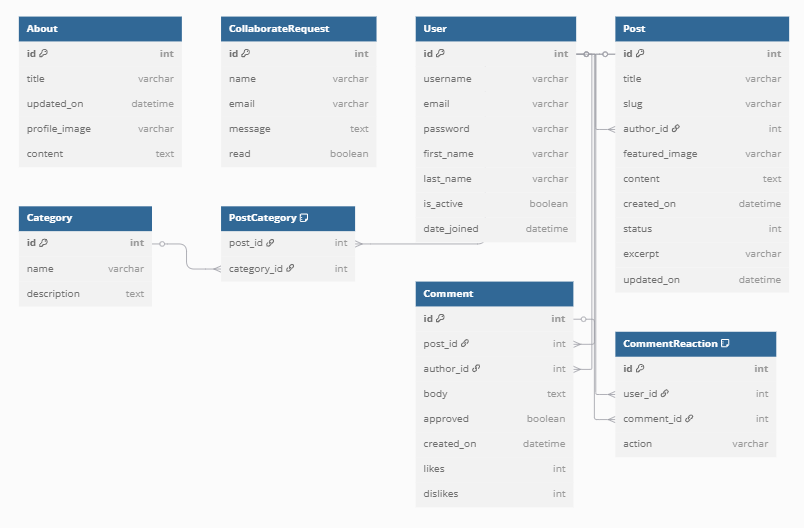 About
id int
title varchar
updated_on datetime
profile_image varchar
content text
CollaborateRequest
id int
name varchar
email varchar
message text
read boolean
User
id int
username varchar
email varchar
password varchar
first_name varchar
last_name varchar
is_active boolean
date_joined datetime
Post
id int
title varchar
slug varchar
author_id int
featured_image varchar
content text
created_on datetime
status int
excerpt varchar
updated_on datetime
Category
id int
name varchar
description text
PostCategory
post_id int
category_id int
Comment
id int
post_id int
author_id int
body text
approved boolean
created_on datetime
likes int
dislikes int
CommentReaction
id int
user_id int
comment_id int
action varchar